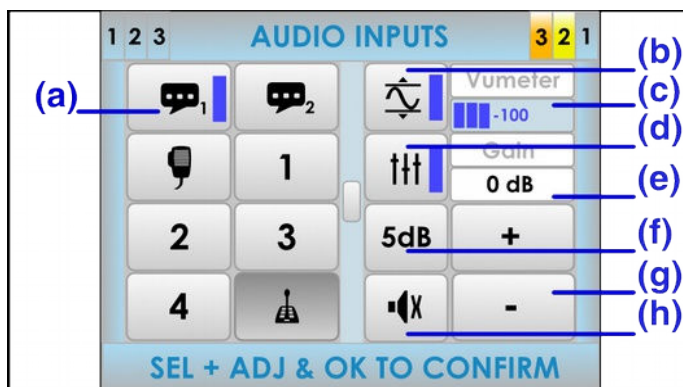 1 2 3 AUDIO INPUTS 3 2 1
(a) 1 2 Vumeter (b)
-100 (c)
1 Gain (d)
0 dB (e)
2 3 5dB + (f)
4 X - (g)
(h)
SEL + ADJ & OK TO CONFIRM